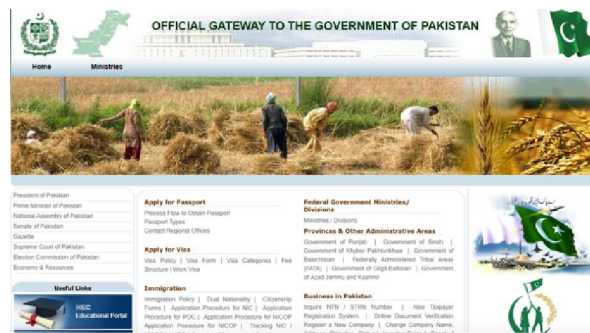 OFFICIAL GATEWAY TO THE GOVERNMENT OF PAKISTAN
Home
Ministries
President of Pakistan
Prime Minister of Pakistan
National Assembly of Pakistan
Senate of Pakistan
Gazette
Supreme Court of Pakistan
Election Commission of Pakistan
Economy & Resources
Useful Links
HEC
Educational Portal
Apply for Passport
Process Flow to Obtain Passport
Passport Types
Contact Regional Offices
Apply for Visa
Visa Policy | Visa Form | Visa Categories | Fee
Structure | Work Visa
Immigration
Immigration Policy | Dual Nationality | Citizenship
Forms | Application Procedure for NIC | Application
Procedure for POC | Application Procedure for NICOP
Application Procedure for NICOP | Tracking NIC /
Federal Government Ministries/
Divisions
Ministries / Divisions
Provinces & Other Administrative Areas
Government of Punjab | Government of Sindh |
Government of Khyber Pakhtunkhwa | Government of
Balochistan | Federally Administered Tribal Areas
(FATA) | Government of Gilgit-Baltistan | Government
of Azad Jammu and Kashmir
Business in Pakistan
Inquire NTN / STRN Number | New Taxpayer
Registration System | Online Document Verification
Register a New Company | Change Company Name,